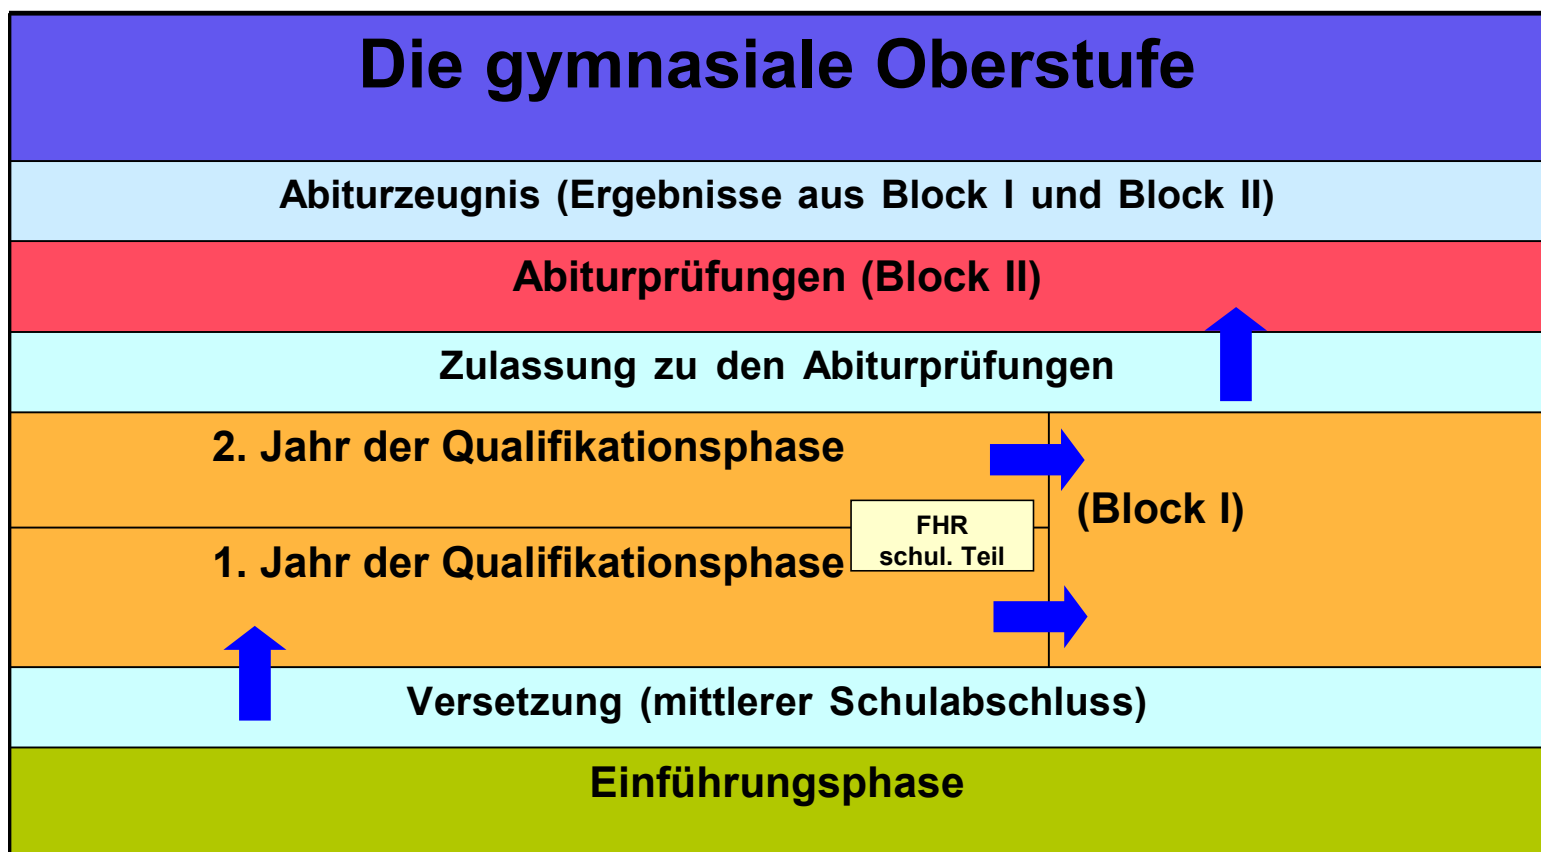 Die gymnasiale Oberstufe
Abiturzeugnis (Ergebnisse aus Block I und Block II)
Abiturprüfungen (Block II)
Zulassung zu den Abiturprüfungen
2. Jahr der Qualifikationsphase
(Block I)
FHR
schul. Teil
1. Jahr der Qualifikationsphase
Versetzung (mittlerer Schulabschluss)
Einführungsphase